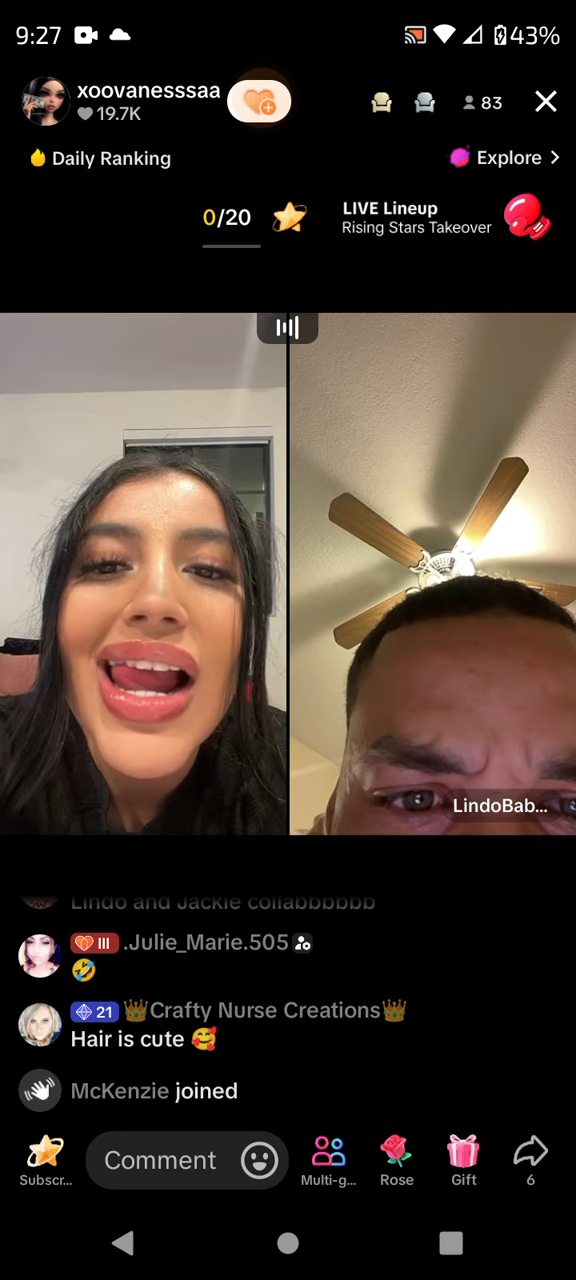 9:27
43%
xoovanesssaa
19.7K
83
Daily Ranking
Explore >
0/20
LIVE Lineup
Rising Stars Takeover
LindoBab...
Lindo and Jackie collabbbbbb
III .Julie_Marie.505
🤣
21 👑Crafty Nurse Creations👑
Hair is cute 🥰
McKenzie joined
Comment
Subscr...
Multi-g...
Rose
Gift
6